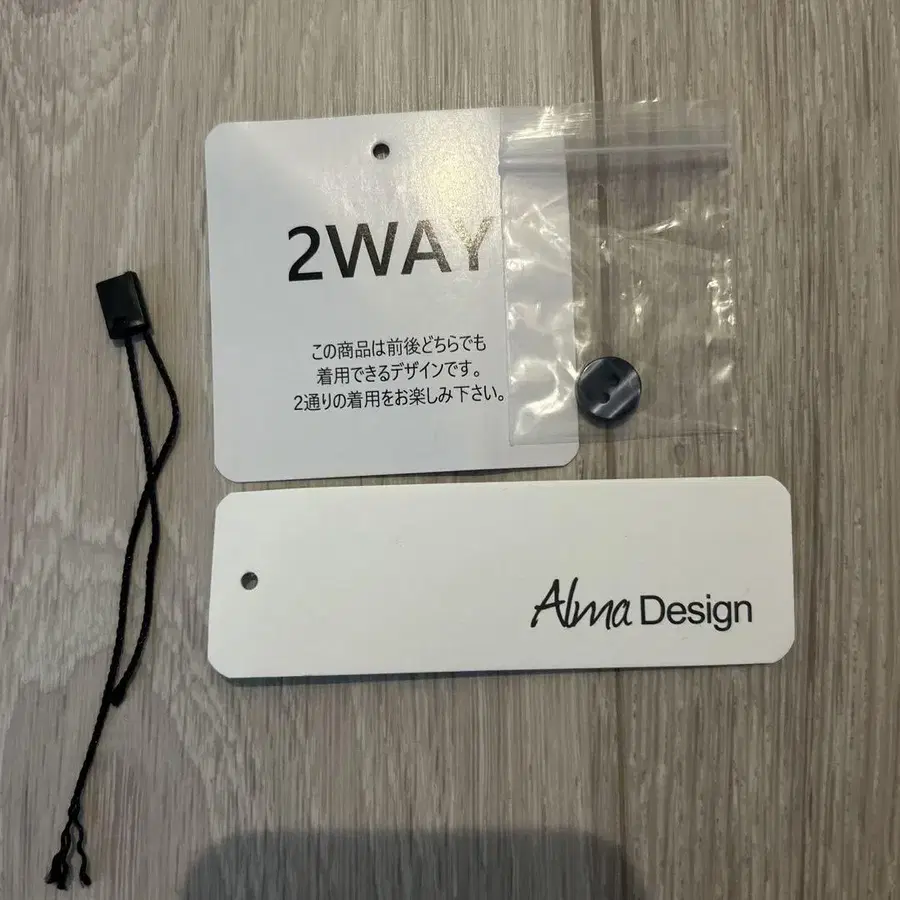 2WAY
この商品は前後どちらでも
着用できるデザインです。
2通りの着用をお楽しみ下さい。
Alma Design